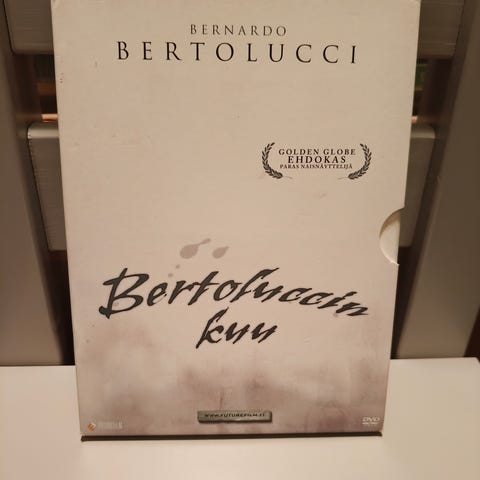 BERNARDO
BERTOLUCCI
GOLDEN GLOBE
EHDOKAS
PARAS NAISNÄYTTELIJÄ
Bertoluccin
kuu
WWW.FUTUREFILM.FI
DVD